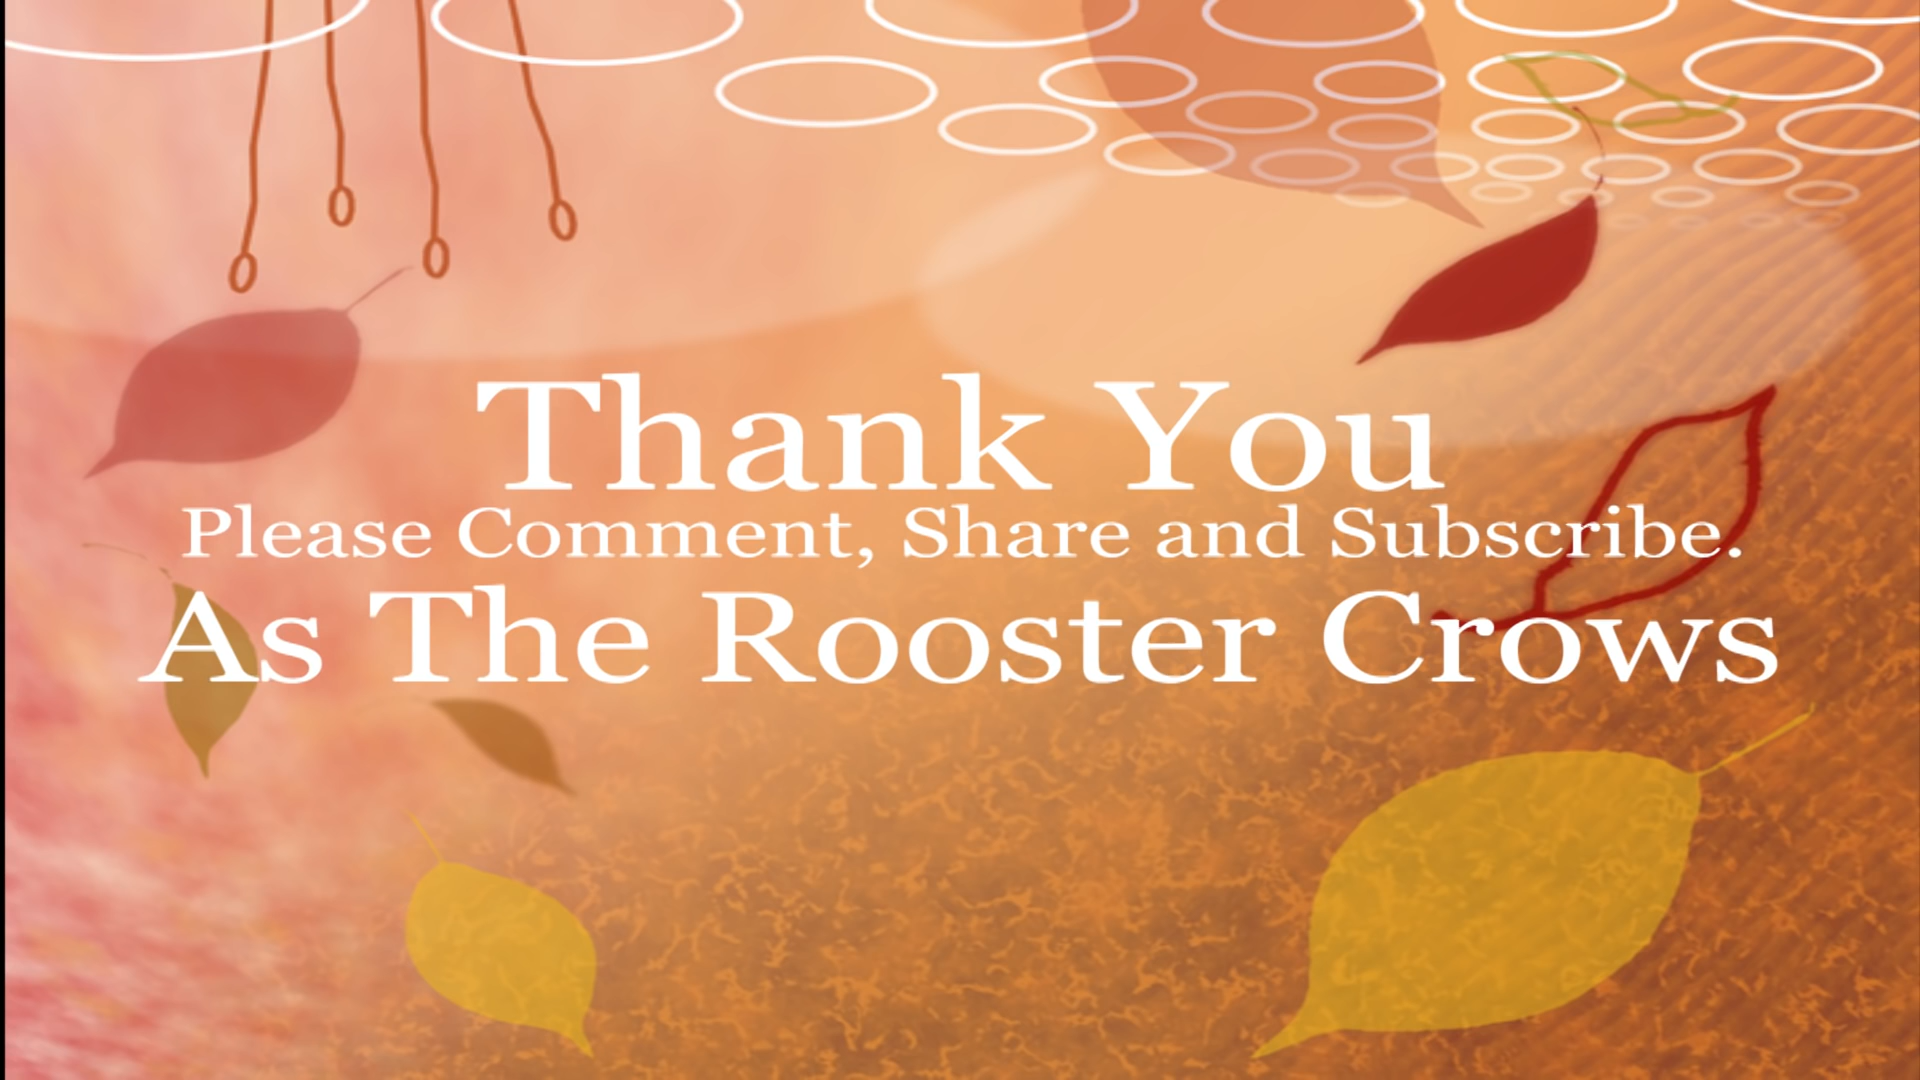 Thank You
Please Comment, Share and Subscribe.
As The Rooster Crows